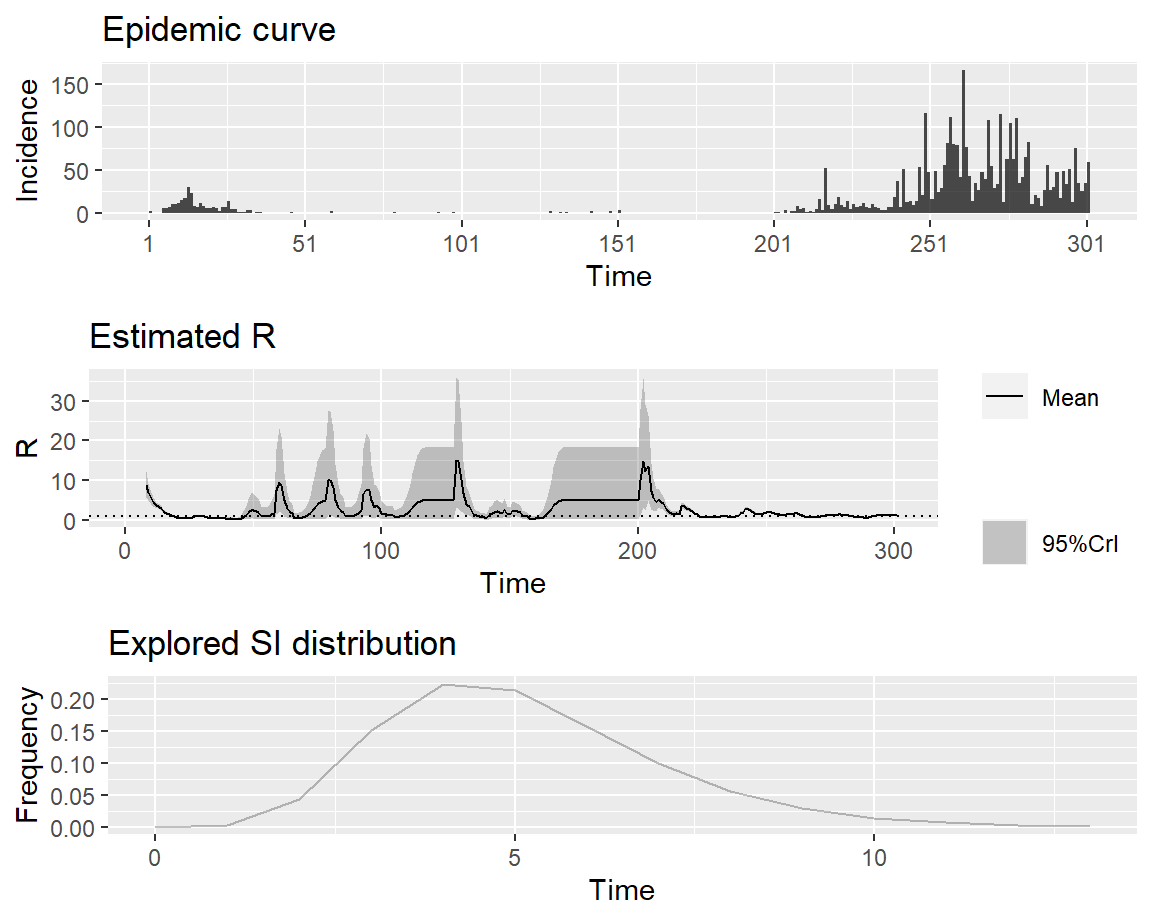 Epidemic curve
150
100
50
0
Incidence
1 51 101 151 201 251 301
Time
Estimated R
30
20
10
0
R
0 100 200 300
Time
Mean
95%CrI
Explored SI distribution
0.20
0.15
0.10
0.05
0.00
Frequency
0 5 10
Time